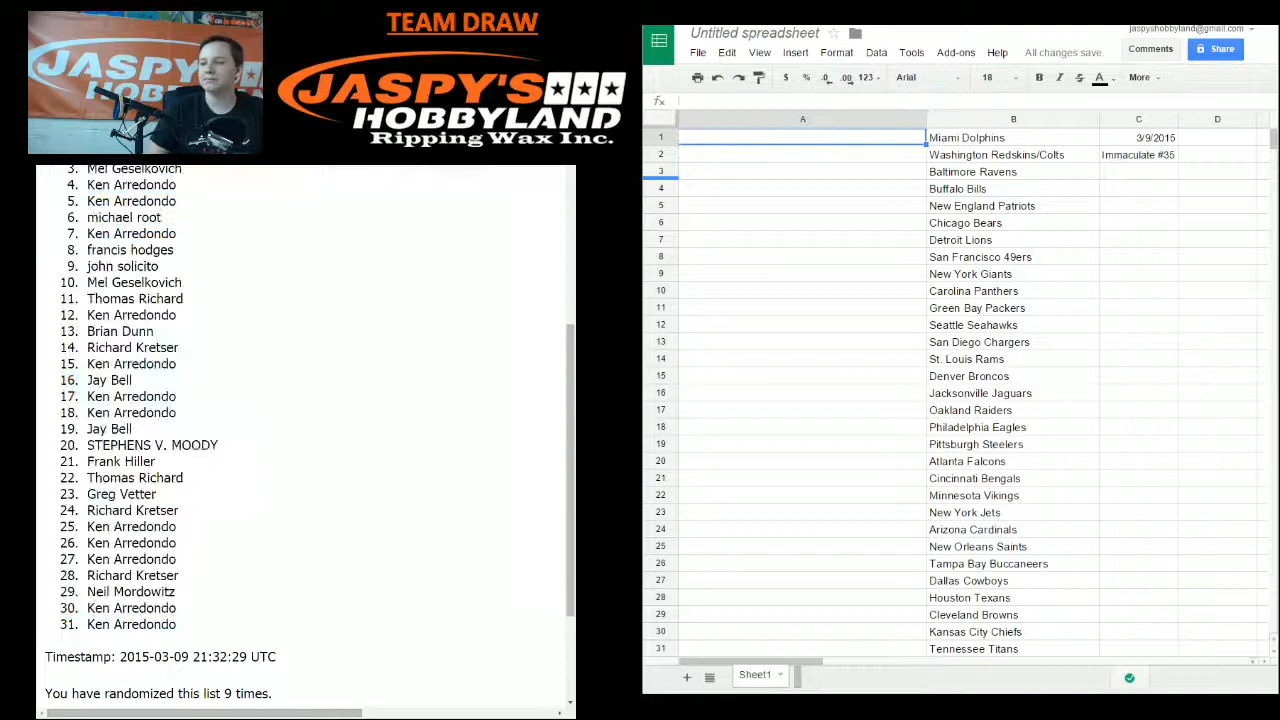 TEAM DRAW
JASPY'S
HOBBYLAND
Ripping Wax Inc.
JASPY
HOBBYLAND
3. Mel Geselkovich
4. Ken Arredondo
5. Ken Arredondo
6. michael root
7. Ken Arredondo
8. francis hodges
9. john solicito
10. Mel Geselkovich
11. Thomas Richard
12. Ken Arredondo
13. Brian Dunn
14. Richard Kretser
15. Ken Arredondo
16. Jay Bell
17. Ken Arredondo
18. Ken Arredondo
19. Jay Bell
20. STEPHENS V. MOODY
21. Frank Hiller
22. Thomas Richard
23. Greg Vetter
24. Richard Kretser
25. Ken Arredondo
26. Ken Arredondo
27. Ken Arredondo
28. Richard Kretser
29. Neil Mordowitz
30. Ken Arredondo
31. Ken Arredondo
Timestamp: 2015-03-09 21:32:29 UTC
You have randomized this list 9 times.
Untitled spreadsheet
jaspyshobbyland@gmail.com
File Edit View Insert Format Data Tools Add-ons Help All changes save.
Comments Share
$ % .0 .00 123 Arial 18 B I S A More
fx
A B C D
1 Miami Dolphins 3/9/2015
2 Washington Redskins/Colts Immaculate #35
3 Baltimore Ravens
4 Buffalo Bills
5 New England Patriots
6 Chicago Bears
7 Detroit Lions
8 San Francisco 49ers
9 New York Giants
10 Carolina Panthers
11 Green Bay Packers
12 Seattle Seahawks
13 San Diego Chargers
14 St. Louis Rams
15 Denver Broncos
16 Jacksonville Jaguars
17 Oakland Raiders
18 Philadelphia Eagles
19 Pittsburgh Steelers
20 Atlanta Falcons
21 Cincinnati Bengals
22 Minnesota Vikings
23 New York Jets
24 Arizona Cardinals
25 New Orleans Saints
26 Tampa Bay Buccaneers
27 Dallas Cowboys
28 Houston Texans
29 Cleveland Browns
30 Kansas City Chiefs
31 Tennessee Titans
Sheet1